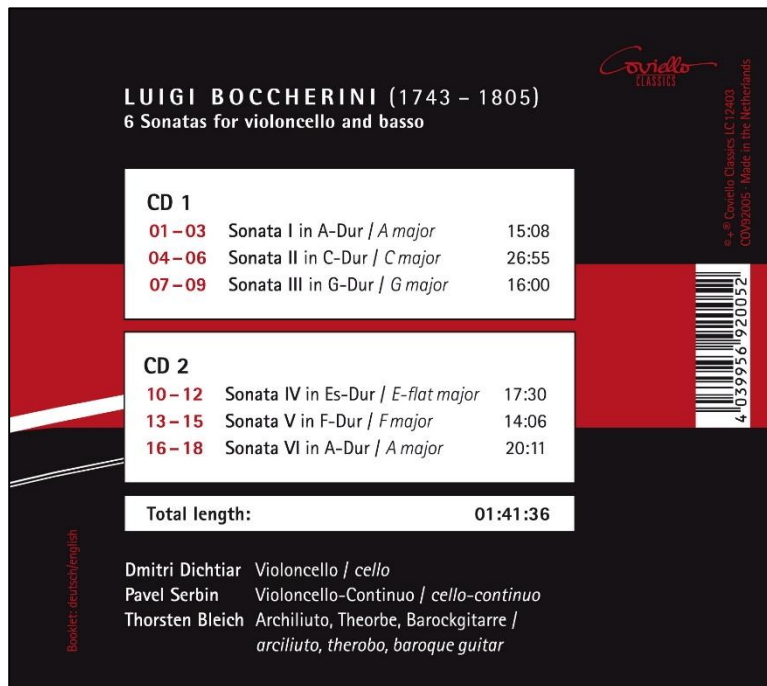 Coviello
CLASSICS
LUIGI BOCCHERINI (1743 – 1805)
6 Sonatas for violoncello and basso
CD 1
01 – 03 Sonata I in A-Dur / A major 15:08
04 – 06 Sonata II in C-Dur / C major 26:55
07 – 09 Sonata III in G-Dur / G major 16:00
CD 2
10 – 12 Sonata IV in Es-Dur / E-flat major 17:30
13 – 15 Sonata V in F-Dur / F major 14:06
16 – 18 Sonata VI in A-Dur / A major 20:11
Total length: 01:41:36
Dmitri Dichtiar Violoncello / cello
Pavel Serbin Violoncello-Continuo / cello-continuo
Thorsten Bleich Archiliuto, Theorbe, Barockgitarre /
arciliuto, therobo, baroque guitar
Booklet: deutsch/english
©+℗ Coviello Classics LC 12403
COV92005 · Made in the Netherlands
4 039956 920052